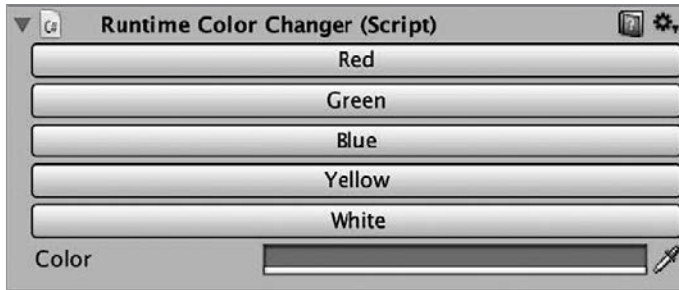 C#
Runtime Color Changer (Script)
Red
Green
Blue
Yellow
White
Color